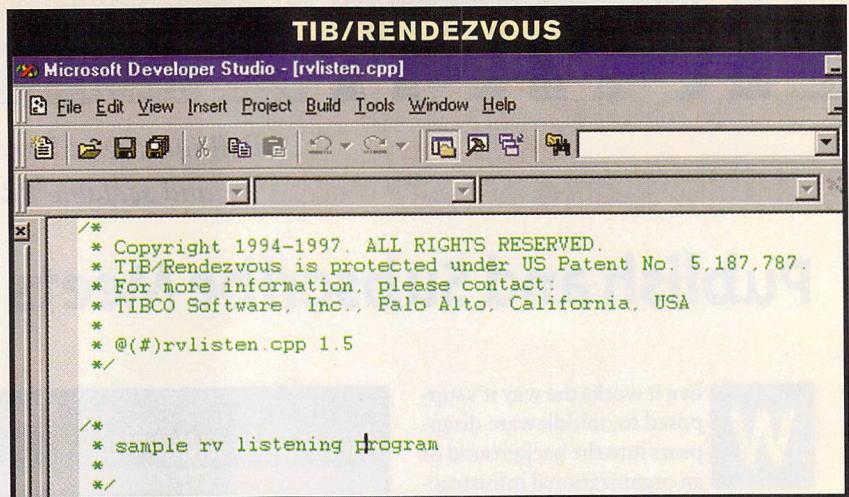 TIB/RENDEZVOUS
Microsoft Developer Studio - [rvlisten.cpp]
File Edit View Insert Project Build Tools Window Help
/*
* Copyright 1994-1997. ALL RIGHTS RESERVED.
* TIB/Rendezvous is protected under US Patent No. 5,187,787.
* For more information, please contact:
* TIBCO Software, Inc., Palo Alto, California, USA
*
* @(#)rvlisten.cpp 1.5
*/
/*
* sample rv listening program
*
*/